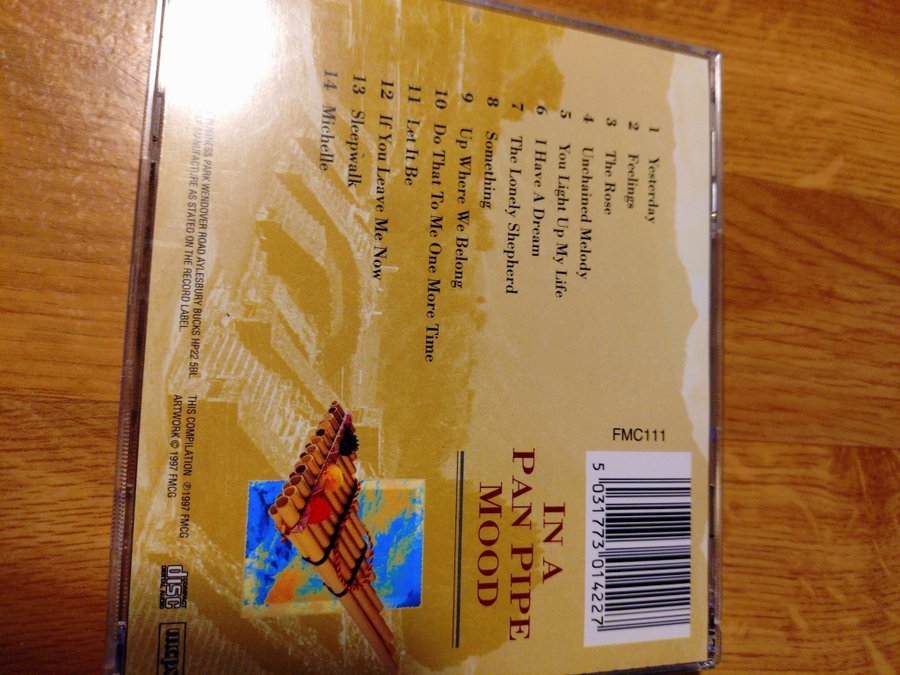 1 Yesterday
2 Feelings
3 The Rose
4 Unchained Melody
5 You Light Up My Life
6 I Have A Dream
7 The Lonely Shepherd
8 Something
9 Up Where We Belong
10 Do That To Me One More Time
11 Let It Be
12 If You Leave Me Now
13 Sleepwalk
14 Michelle
FMC111
5 031773 014227
IN A
PAN PIPE
MOOD
PARK WENDOVER ROAD AYLESBURY BUCKS HP22 5BL.
MANUFACTURE AS STATED ON THE RECORD LABEL.
THIS COMPILATION ℗1997 FMCG
ARTWORK © 1997 FMCG
COMPACT
disc
DIGITAL AUDIO
mcps